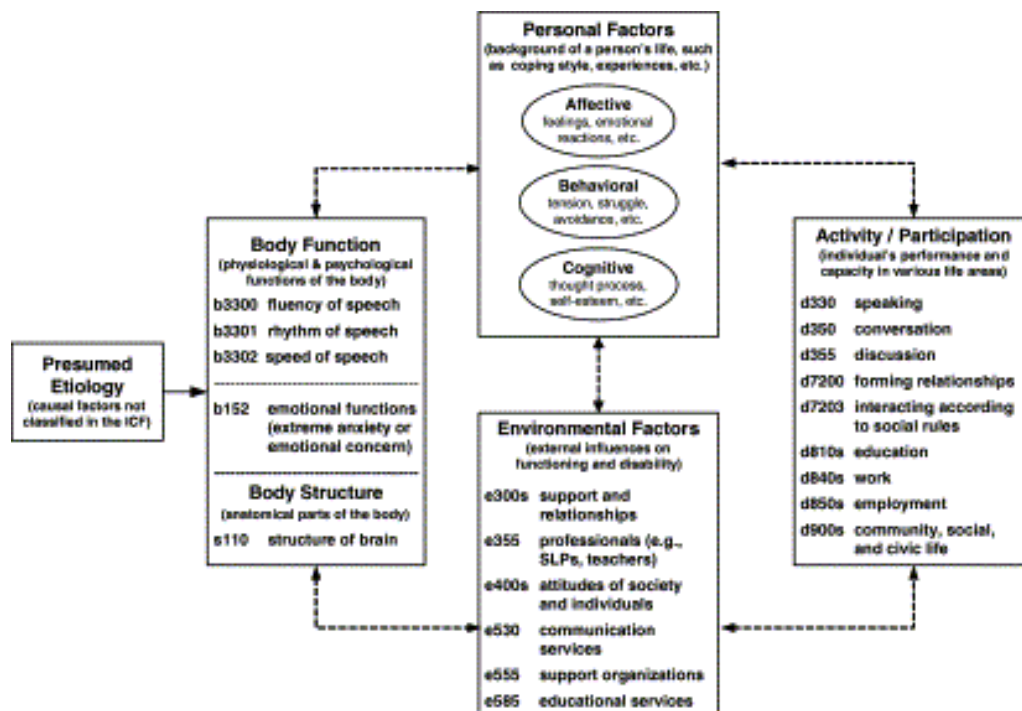 Personal Factors
(background of a person's life, such
as coping style, experiences, etc.)
Affective
feelings, emotional
reactions, etc.
Behavioral
tension, struggle,
avoidance, etc.
Cognitive
thought process,
self-esteem, etc.
Presumed
Etiology
(causal factors not
classified in the ICF)
Body Function
(physiological & psychological
functions of the body)
b3300 fluency of speech
b3301 rhythm of speech
b3302 speed of speech
b152 emotional functions
(extreme anxiety or
emotional concern)
Body Structure
(anatomical parts of the body)
s110 structure of brain
Environmental Factors
(external influences on
functioning and disability)
e300s support and
relationships
e355 professionals (e.g.,
SLPs, teachers)
e400s attitudes of society
and individuals
e530 communication
services
e555 support organizations
e585 educational services
Activity / Participation
(individual's performance and
capacity in various life areas)
d330 speaking
d350 conversation
d355 discussion
d7200 forming relationships
d7203 interacting according
to social rules
d810s education
d840s work
d850s employment
d900s community, social,
and civic life